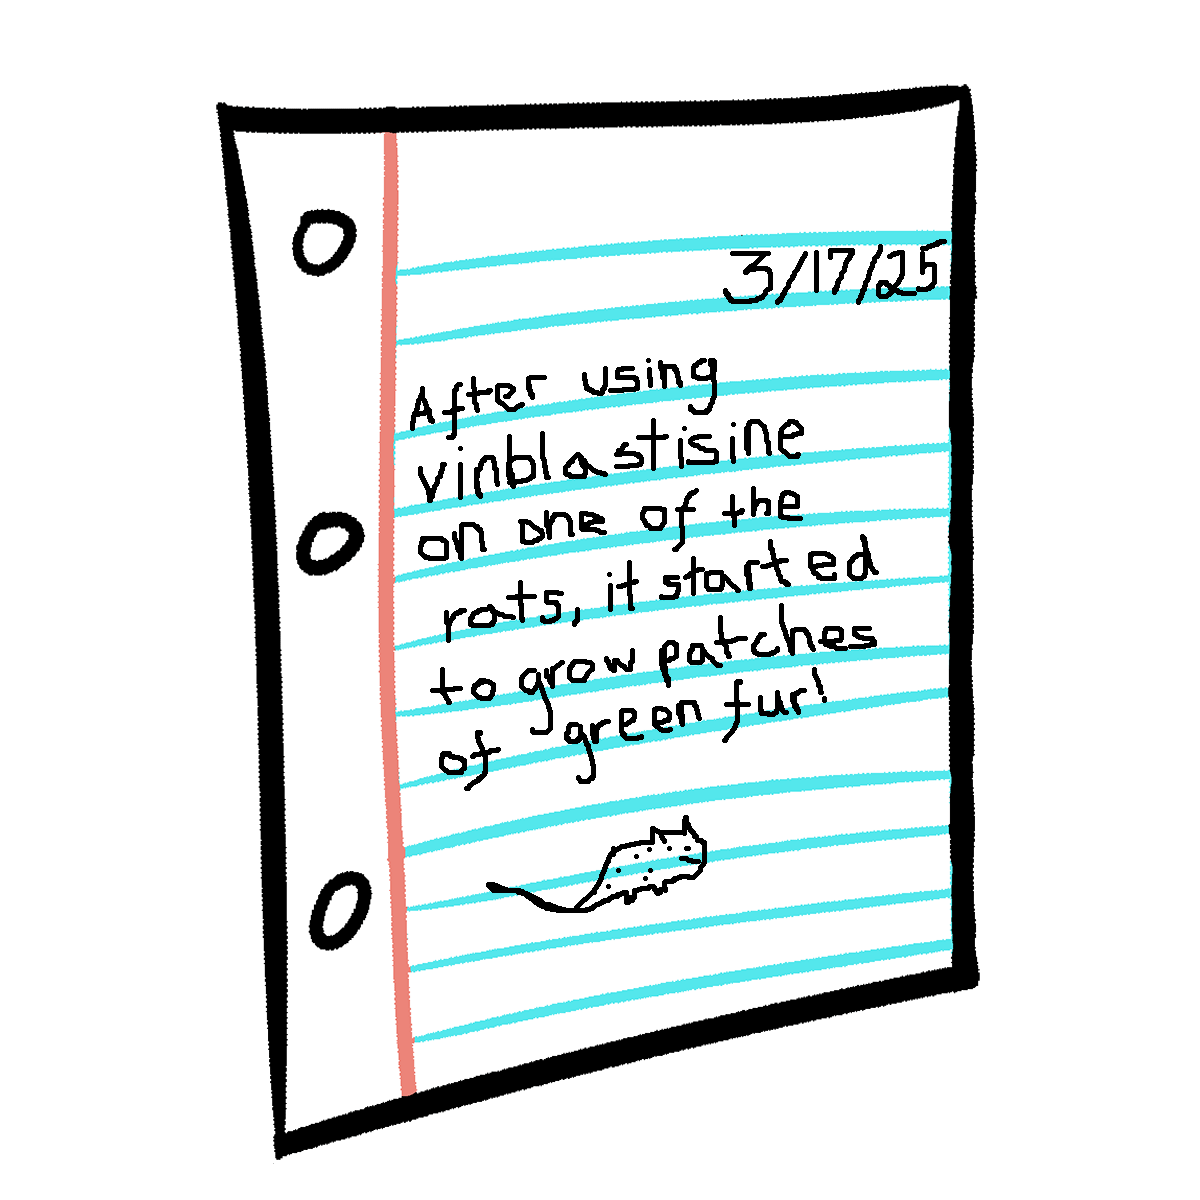 3/17/25
After using
vinblastisine
on one of the
rats, it started
to grow patches
of green fur!